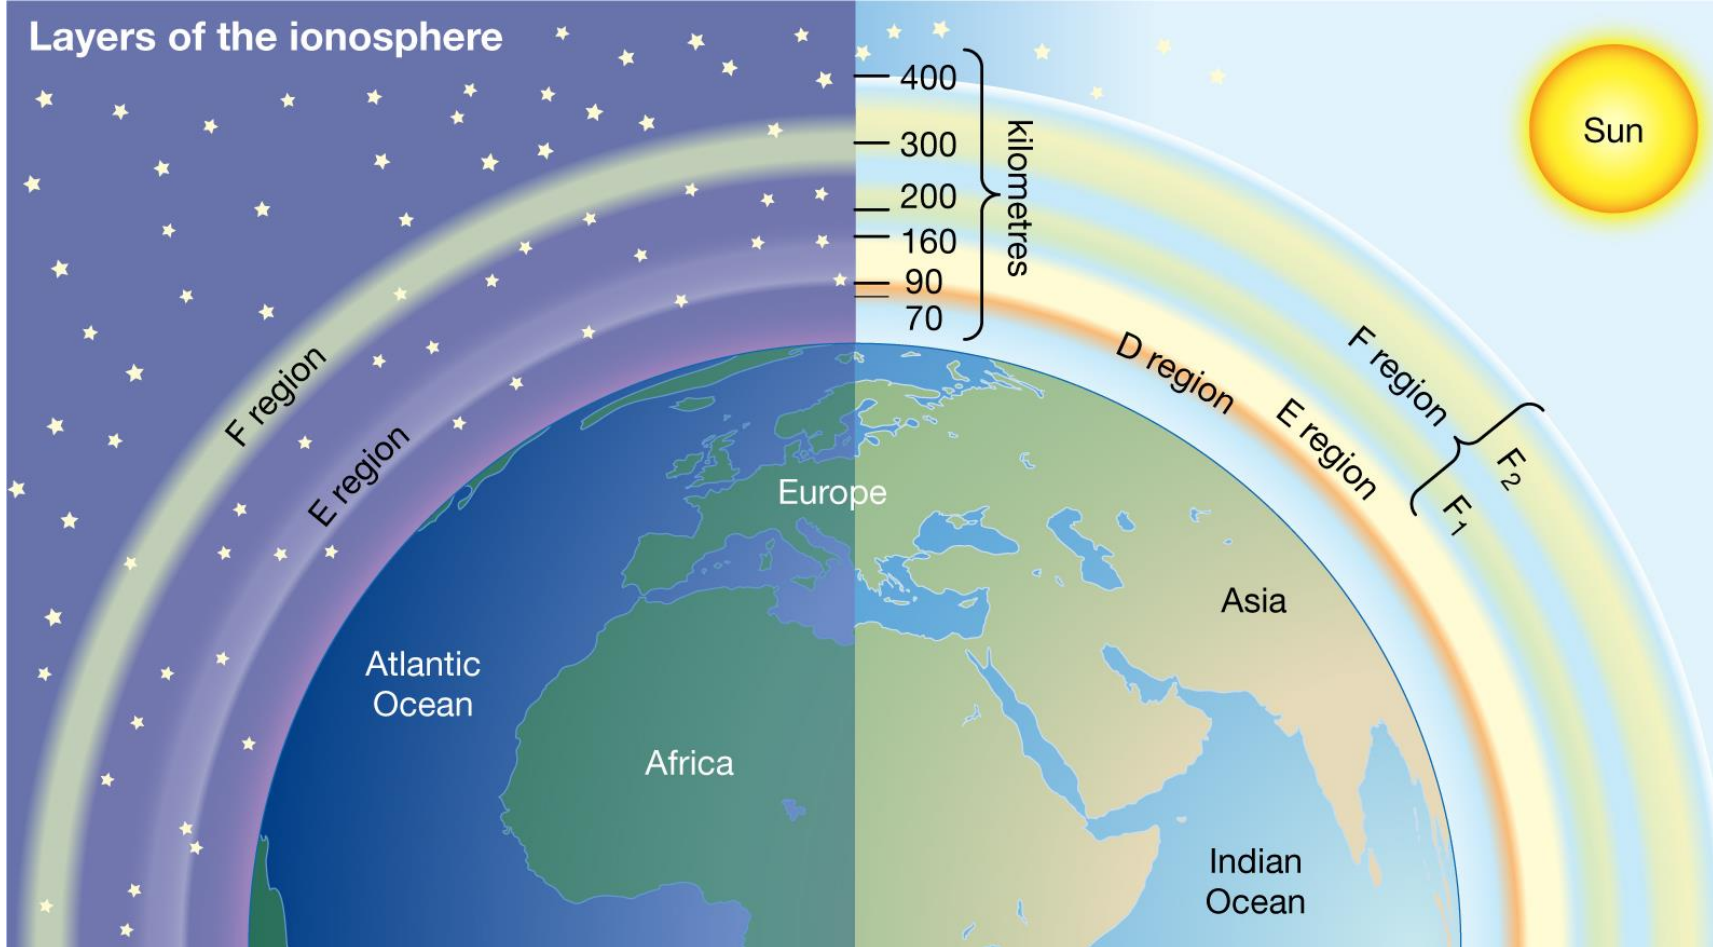 Layers of the ionosphere
400
300
200
160
90
70
kilometres
Sun
F region
E region
D region
E region
F region
F2
F1
Europe
Asia
Atlantic
Ocean
Africa
Indian
Ocean